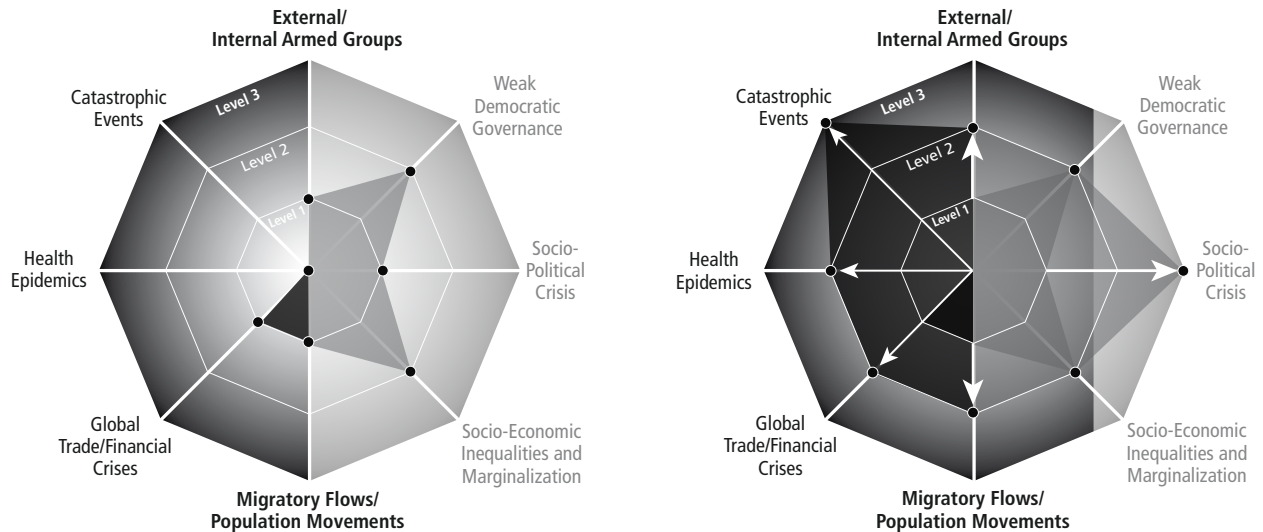 External/
Internal Armed Groups
Weak
Democratic
Governance
Socio-
Political
Crisis
Socio-Economic
Inequalities and
Marginalization
Migratory Flows/
Population Movements
Global
Trade/Financial
Crises
Health
Epidemics
Catastrophic
Events
Level 3
Level 2
Level 1
External/
Internal Armed Groups
Weak
Democratic
Governance
Socio-
Political
Crisis
Socio-Economic
Inequalities and
Marginalization
Migratory Flows/
Population Movements
Global
Trade/Financial
Crises
Health
Epidemics
Catastrophic
Events
Level 3
Level 2
Level 1